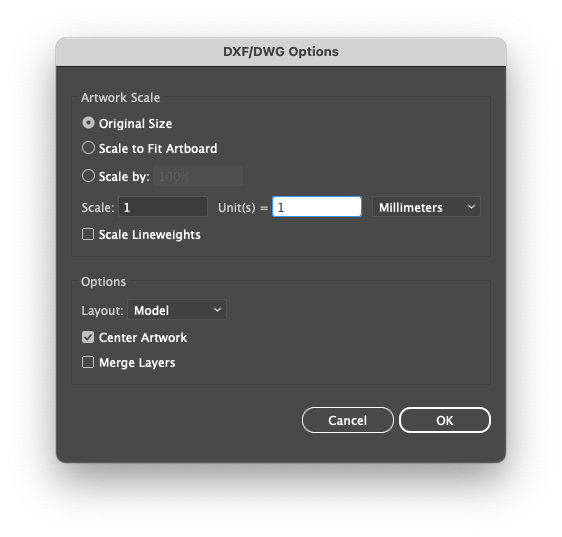 DXF/DWG Options
Artwork Scale
Original Size
Scale to Fit Artboard
Scale by: 100%
Scale: 1 Unit(s) = 1 Millimeters
Scale Lineweights
Options
Layout: Model
Center Artwork
Merge Layers
Cancel OK